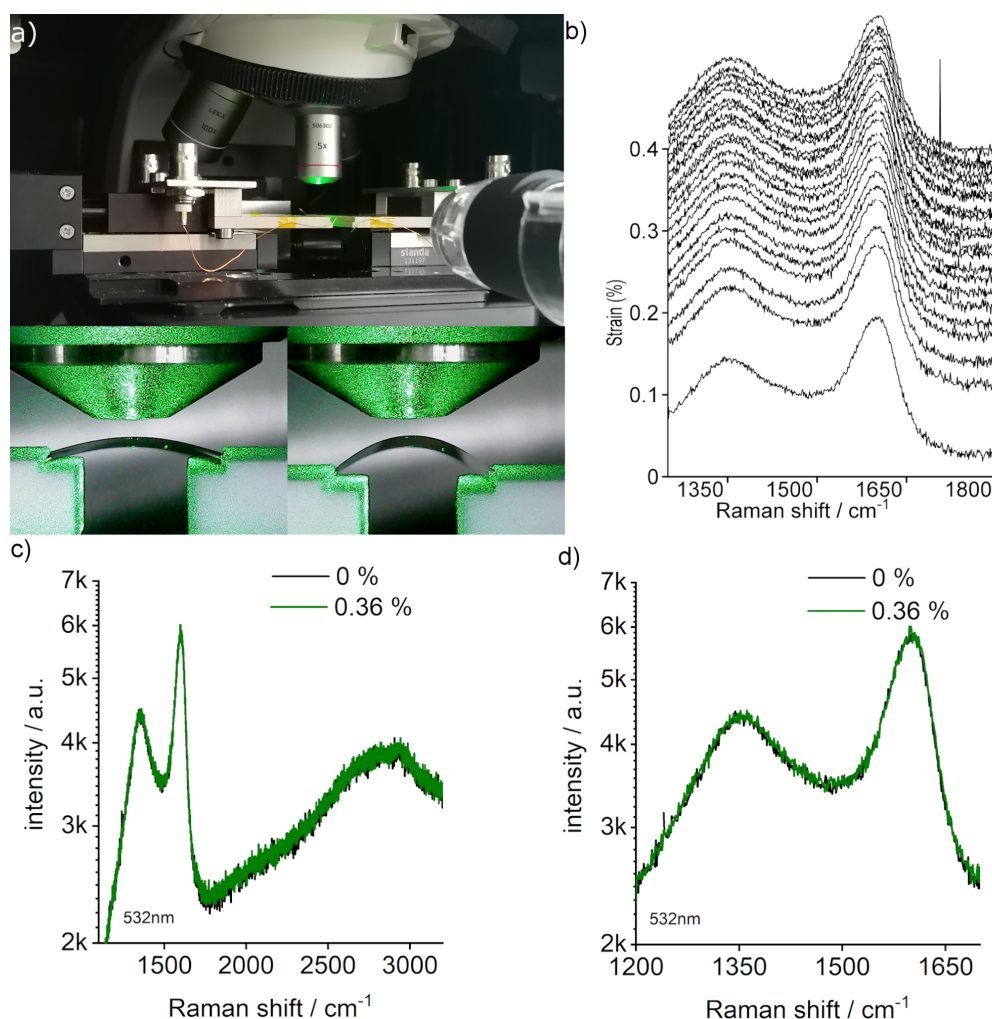 a)
LEICA
100x
506302
5x
standa
b)
0.4
0.3
0.2
0.1
0
Strain (%)
1350 1500 1650 1800
Raman shift / cm⁻¹
c)
0 %
0.36 %
7k
6k
5k
4k
3k
2k
intensity / a.u.
532nm
1500 2000 2500 3000
Raman shift / cm⁻¹
d)
0 %
0.36 %
7k
6k
5k
4k
3k
2k
intensity / a.u.
532nm
1200 1350 1500 1650
Raman shift / cm⁻¹